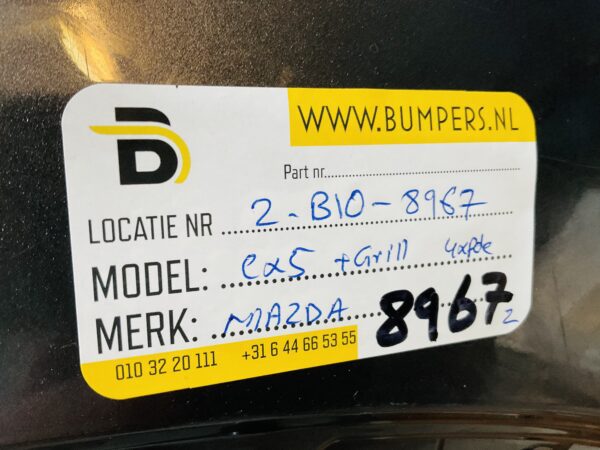 B
WWW.BUMPERS.NL
Part nr
LOCATIE NR 2-B10-8967
MODEL: Cx5 +Grill 4xpdc
MERK: MAZDA 8967 2
010 32 20 111 +31 6 44 66 53 55